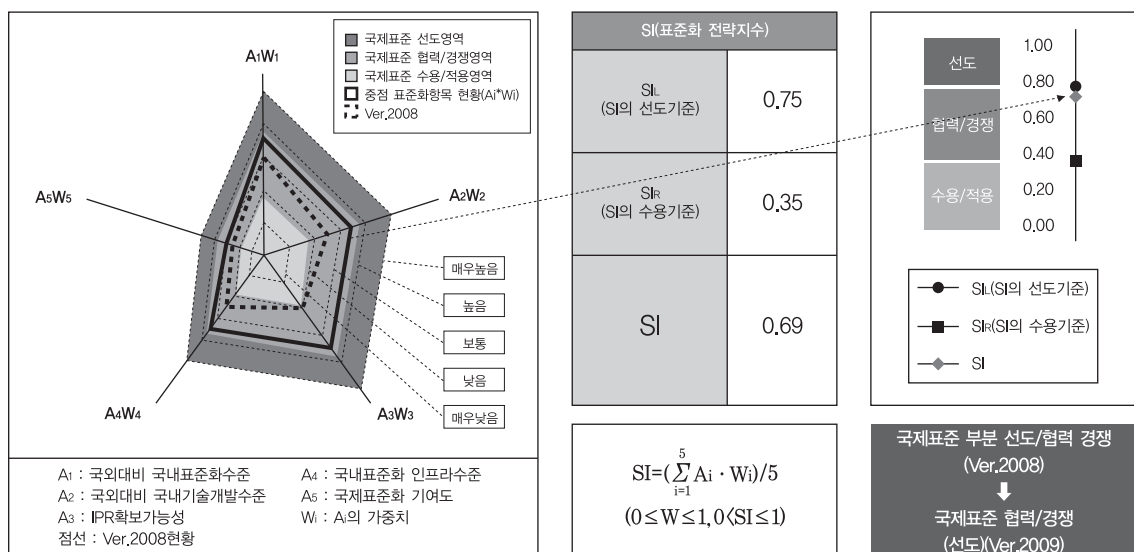 국제표준 선도영역
국제표준 협력/경쟁영역
국제표준 수용/적용영역
중점 표준화항목 현황(Ai*Wi)
Ver.2008
A1W1
A2W2
A3W3
A4W4
A5W5
매우높음
높음
보통
낮음
매우낮음
A1 : 국외대비 국내표준화수준
A2 : 국외대비 국내기술개발수준
A3 : IPR확보가능성
점선 : Ver.2008현황
A4 : 국내표준화 인프라수준
A5 : 국제표준화 기여도
Wi : Ai의 가중치
SI(표준화 전략지수)
SIL
(SI의 선도기준)
0.75
SIR
(SI의 수용기준)
0.35
SI
0.69
SI=(5∑i=1 Ai · Wi)/5
(0≤W≤1, 0<SI≤1)
선도
협력/경쟁
수용/적용
1.00
0.80
0.60
0.40
0.20
0.00
SIL(SI의 선도기준)
SIR(SI의 수용기준)
SI
국제표준 부분 선도/협력 경쟁
(Ver.2008)
국제표준 협력/경쟁
(선도)(Ver.2009)